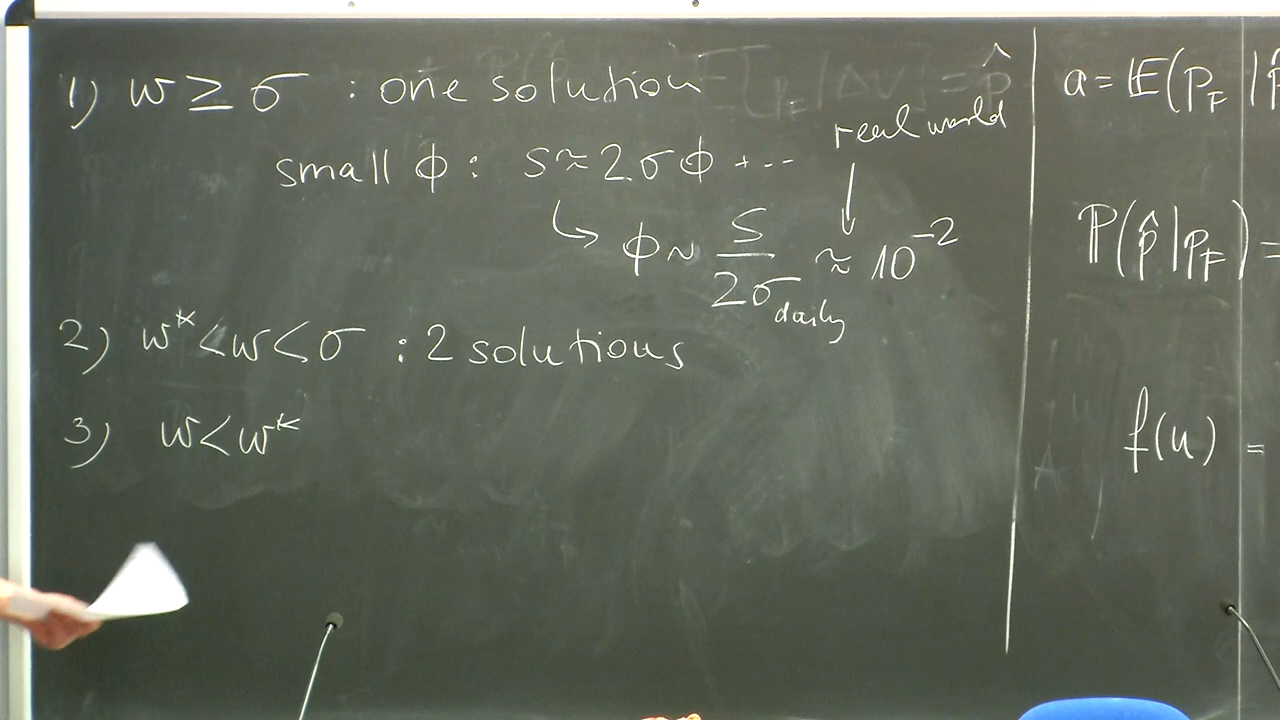 1) w ≥ σ : one solution
real world
small ϕ : s ≈ 2σϕ + ...
↳ ϕ ~ s / 2σ_daily ≈ 10^-2
2) w* < w < σ : 2 solutions
3) w < w*
a = 𝔼(p_F | p̂
ℙ(p̂ | p_F) =
f(u) =